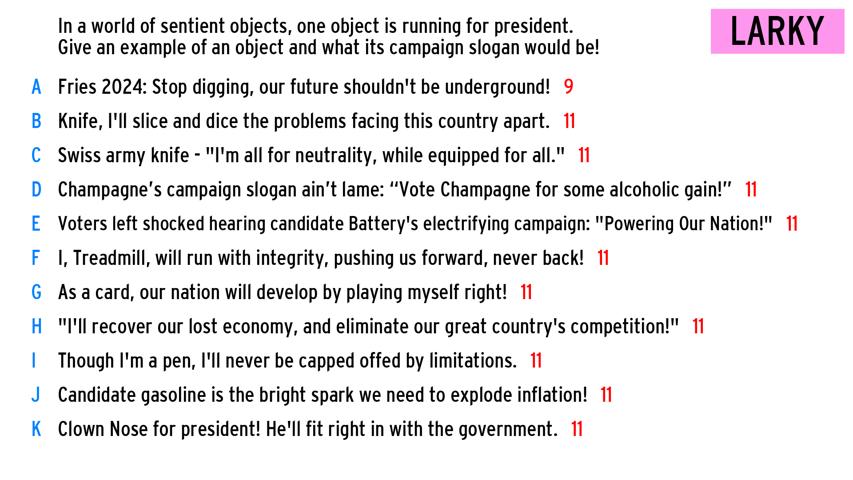 In a world of sentient objects, one object is running for president.
LARKY
Give an example of an object and what its campaign slogan would be!
A Fries 2024: Stop digging, our future shouldn't be underground! 9
B Knife, I'll slice and dice the problems facing this country apart. 11
C Swiss army knife - "I'm all for neutrality, while equipped for all." 11
D Champagne’s campaign slogan ain’t lame: “Vote Champagne for some alcoholic gain!” 11
E Voters left shocked hearing candidate Battery's electrifying campaign: "Powering Our Nation!" 11
F I, Treadmill, will run with integrity, pushing us forward, never back! 11
G As a card, our nation will develop by playing myself right! 11
H "I'll recover our lost economy, and eliminate our great country's competition!" 11
I Though I'm a pen, I'll never be capped offed by limitations. 11
J Candidate gasoline is the bright spark we need to explode inflation! 11
K Clown Nose for president! He'll fit right in with the government. 11